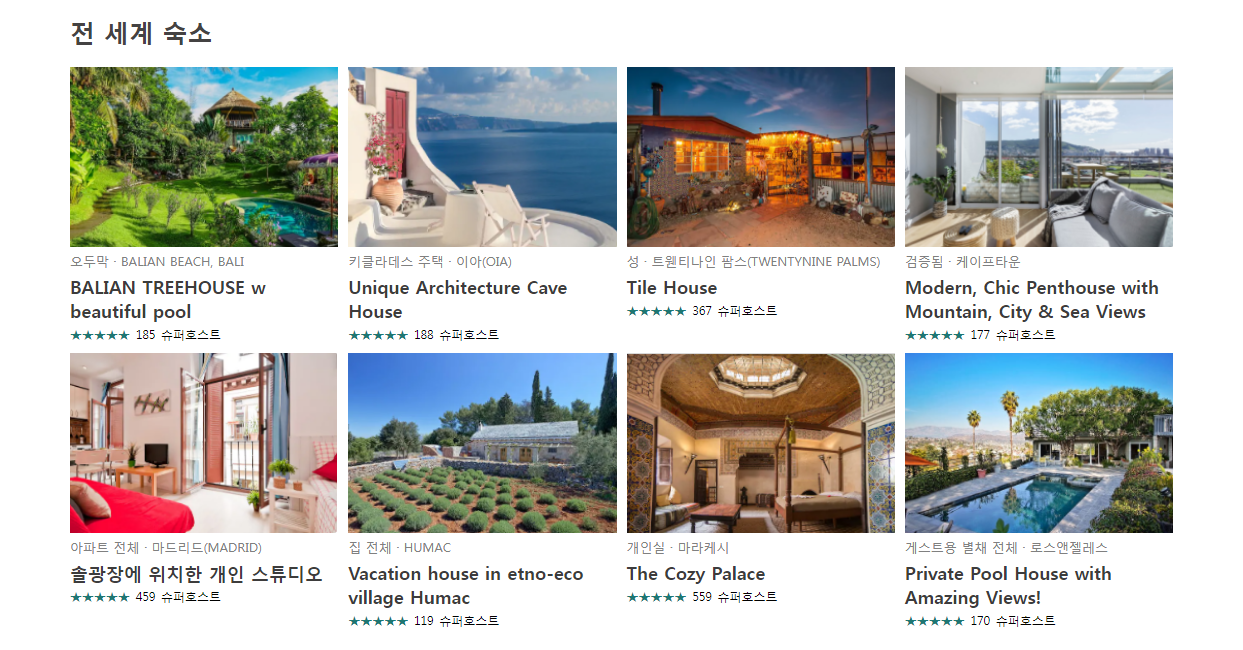 전 세계 숙소
오두막 · BALIAN BEACH, BALI
BALIAN TREEHOUSE w
beautiful pool
★★★★★ 185 슈퍼호스트
키클라데스 주택 · 이아(OIA)
Unique Architecture Cave
House
★★★★★ 188 슈퍼호스트
성 · 트웬티나인 팜스(TWENTYNINE PALMS)
Tile House
★★★★★ 367 슈퍼호스트
검증됨 · 케이프타운
Modern, Chic Penthouse with
Mountain, City & Sea Views
★★★★★ 177 슈퍼호스트
아파트 전체 · 마드리드(MADRID)
솔광장에 위치한 개인 스튜디오
★★★★★ 459 슈퍼호스트
집 전체 · HUMAC
Vacation house in etno-eco
village Humac
★★★★★ 119 슈퍼호스트
개인실 · 마라케시
The Cozy Palace
★★★★★ 559 슈퍼호스트
게스트용 별채 전체 · 로스앤젤레스
Private Pool House with
Amazing Views!
★★★★★ 170 슈퍼호스트